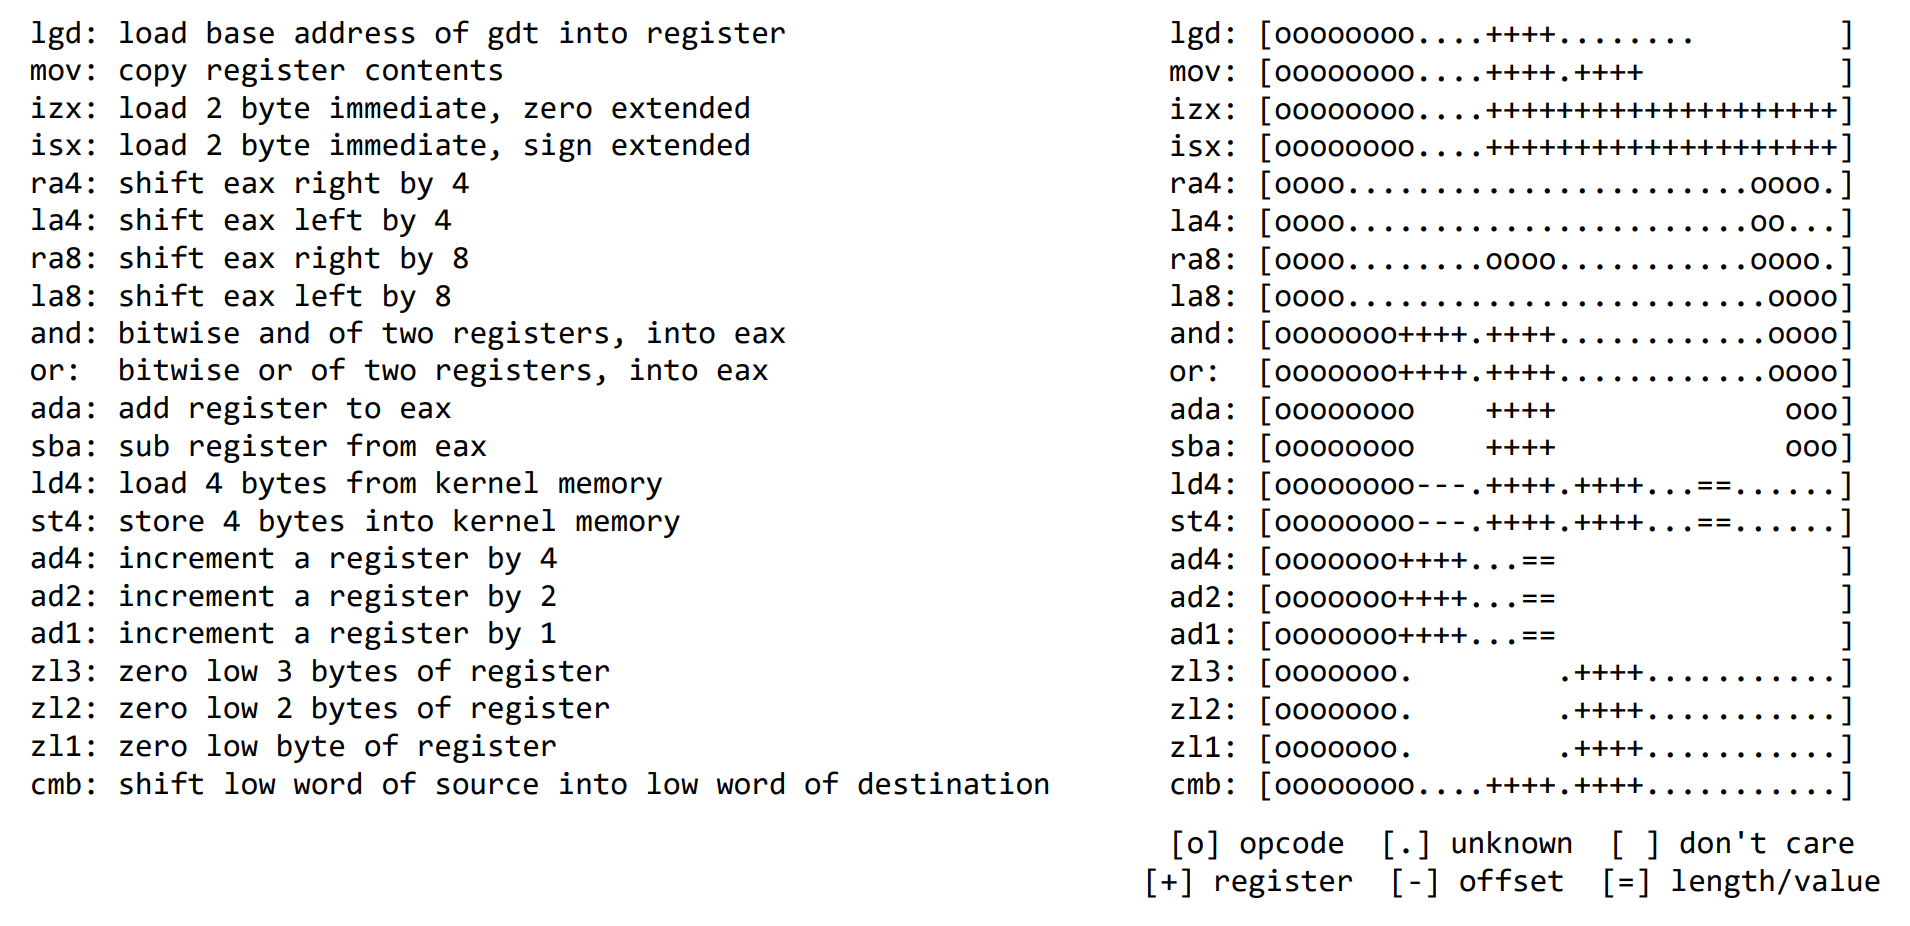 lgd: load base address of gdt into register
mov: copy register contents
izx: load 2 byte immediate, zero extended
isx: load 2 byte immediate, sign extended
ra4: shift eax right by 4
la4: shift eax left by 4
ra8: shift eax right by 8
la8: shift eax left by 8
and: bitwise and of two registers, into eax
or:  bitwise or of two registers, into eax
ada: add register to eax
sba: sub register from eax
ld4: load 4 bytes from kernel memory
st4: store 4 bytes into kernel memory
ad4: increment a register by 4
ad2: increment a register by 2
ad1: increment a register by 1
zl3: zero low 3 bytes of register
zl2: zero low 2 bytes of register
zl1: zero low byte of register
cmb: shift low word of source into low word of destination
lgd: [oooooooo....++++........        ]
mov: [oooooooo....++++.++++           ]
izx: [oooooooo....++++++++++++++++++++]
isx: [oooooooo....++++++++++++++++++++]
ra4: [oooo.......................oooo.]
la4: [oooo.......................oo...]
ra8: [oooo........oooo...........oooo.]
la8: [oooo........................oooo]
and: [ooooooo++++.++++............oooo]
or:  [ooooooo++++.++++............oooo]
ada: [oooooooo    ++++             ooo]
sba: [oooooooo    ++++             ooo]
ld4: [oooooooo---.++++.++++...==......]
st4: [oooooooo---.++++.++++...==......]
ad4: [ooooooo++++...==                ]
ad2: [ooooooo++++...==                ]
ad1: [ooooooo++++...==                ]
zl3: [ooooooo.        .++++...........]
zl2: [ooooooo.        .++++...........]
zl1: [ooooooo.        .++++...........]
cmb: [oooooooo....++++.++++...........]
[o] opcode  [.] unknown  [ ] don't care
[+] register  [-] offset  [=] length/value